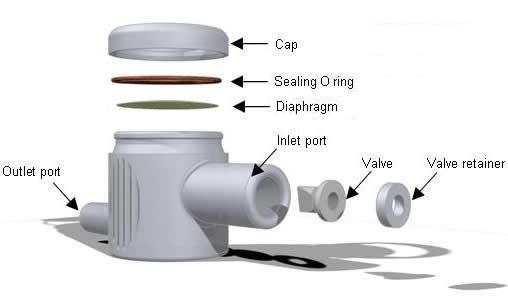 Cap
Sealing O ring
Diaphragm
Inlet port
Valve
Valve retainer
Outlet port